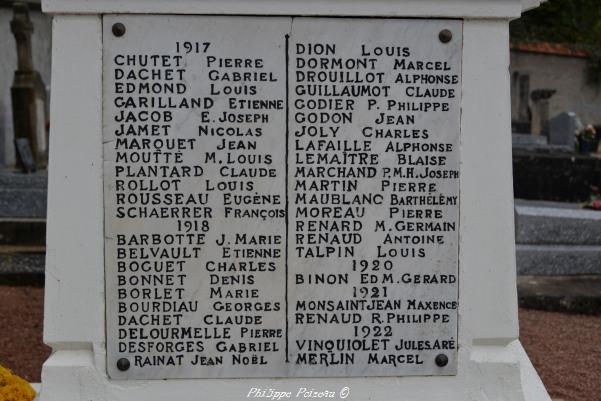 1917
CHUTET PIERRE
DACHET GABRIEL
EDMOND LOUIS
GARILLAND ETIENNE
JACOB E. JOSEPH
JAMET NICOLAS
MARQUET JEAN
MOUTTÉ M. LOUIS
PLANTARD CLAUDE
ROLLOT LOUIS
ROUSSEAU EUGÈNE
SCHAERRER FRANÇOIS
1918
BARBOTTE J. MARIE
BELVAULT ETIENNE
BOGUET CHARLES
BONNET DENIS
BORLET MARIE
BOURDIAU GEORGES
DACHET CLAUDE
DELOURMELLE PIERRE
DESFORGES GABRIEL
RAINAT JEAN NOËL
DION LOUIS
DORMONT MARCEL
DROUILLOT ALPHONSE
GUILLAUMOT CLAUDE
GODIER P. PHILIPPE
GODON JEAN
JOLY CHARLES
LAFAILLE ALPHONSE
LEMAÎTRE BLAISE
MARCHAND P.M.H. JOSEPH
MARTIN PIERRE
MAUBLANC BARTHÉLÉMY
MOREAU PIERRE
RENARD M. GERMAIN
RENAUD ANTOINE
TALPIN LOUIS
1920
BINON ED M. GERARD
1921
MONSAINT JEAN MAXENCE
RENAUD R. PHILIPPE
1922
VINQUIOLET JULES. ARÉ
MERLIN MARCEL
Philippe Peizera ©